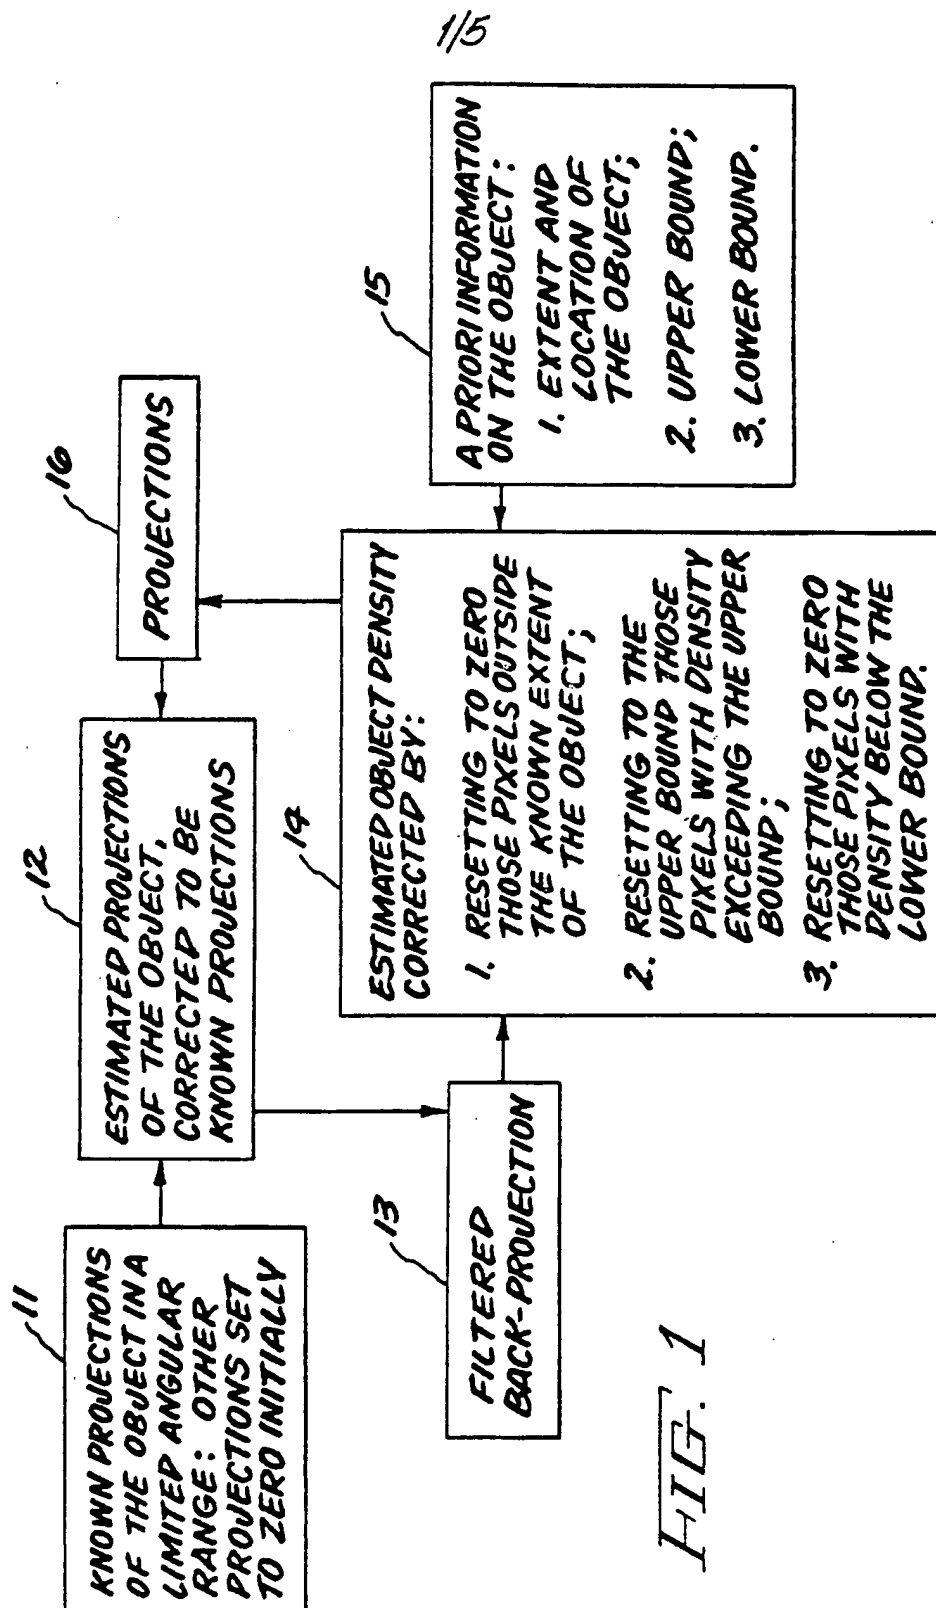 1/5
11
KNOWN PROJECTIONS
OF THE OBJECT IN A
LIMITED ANGULAR
RANGE: OTHER
PROJECTIONS SET
TO ZERO INITIALLY
12
ESTIMATED PROJECTIONS
OF THE OBJECT,
CORRECTED TO BE
KNOWN PROJECTIONS
16
PROJECTIONS
13
FILTERED
BACK-PROJECTION
14
ESTIMATED OBJECT DENSITY
CORRECTED BY:
1. RESETTING TO ZERO
THOSE PIXELS OUTSIDE
THE KNOWN EXTENT
OF THE OBJECT;
2. RESETTING TO THE
UPPER BOUND THOSE
PIXELS WITH DENSITY
EXCEEDING THE UPPER
BOUND;
3. RESETTING TO ZERO
THOSE PIXELS WITH
DENSITY BELOW THE
LOWER BOUND.
15
A PRIORI INFORMATION
ON THE OBJECT:
1. EXTENT AND
LOCATION OF
THE OBJECT;
2. UPPER BOUND;
3. LOWER BOUND.
FIG. 1